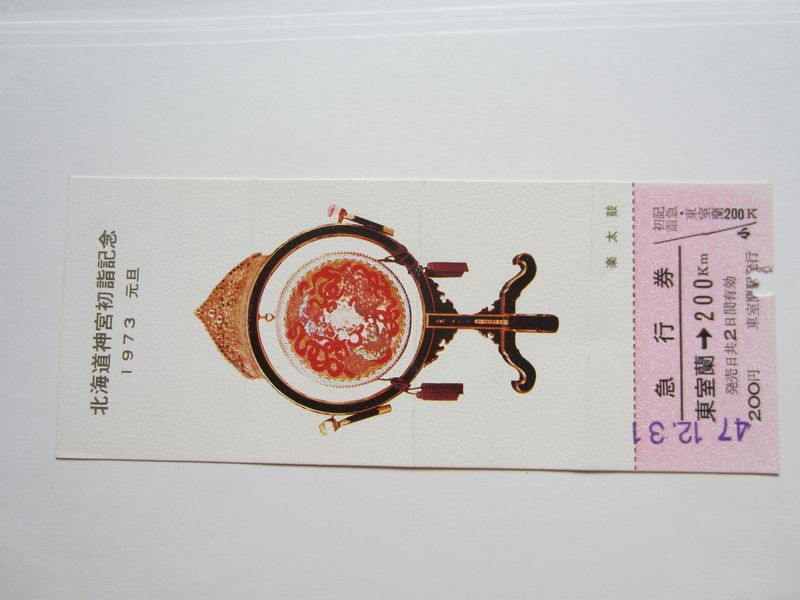 北海道神宮初詣記念
1973 元旦
楽太鼓
急行券
東室蘭→200Km
発売日共2日間有効
200円 東室蘭駅発行
47.12.31
初記
詣急・東室蘭200K
小